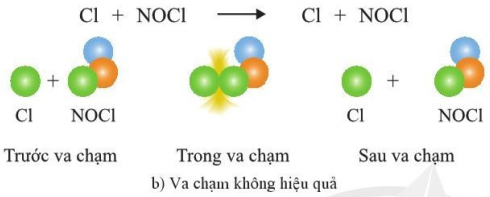 Cl + NOCl ⟶ Cl + NOCl
+ +
Cl NOCl Cl NOCl
Trước va chạm Trong va chạm Sau va chạm
b) Va chạm không hiệu quả